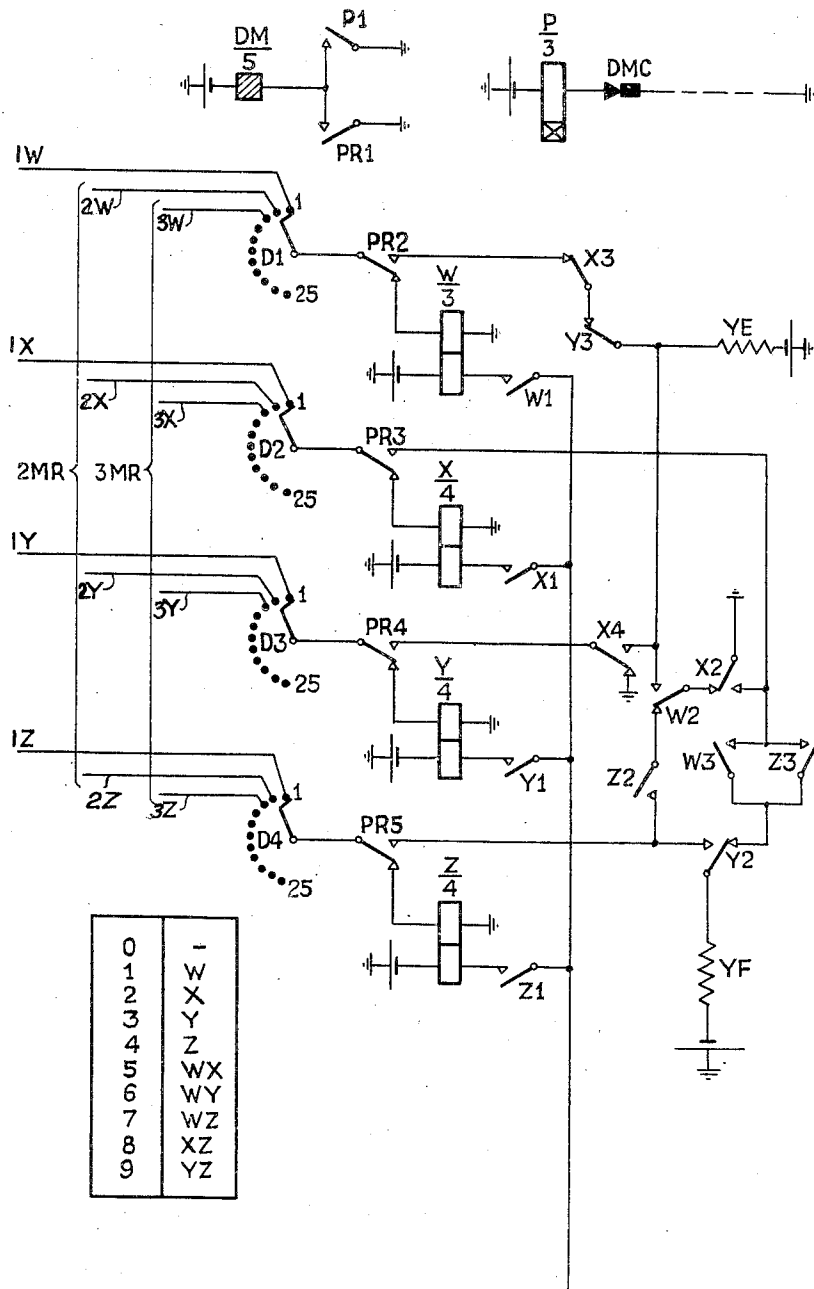 DM
5
P1
PR1
P
3
DMC
1W
2W
3W
1
D1
25
PR2
W
3
X3
Y3
YE
W1
1X
2X
3X
1
D2
25
PR3
X
4
X1
2MR
3MR
1Y
2Y
3Y
1
D3
25
PR4
Y
4
Y1
X4
X2
W2
W3
Z3
Z2
1Z
2Z
3Z
1
D4
25
PR5
Z
4
Z1
Y2
YF
0 -
1 W
2 X
3 Y
4 Z
5 WX
6 WY
7 WZ
8 XZ
9 YZ